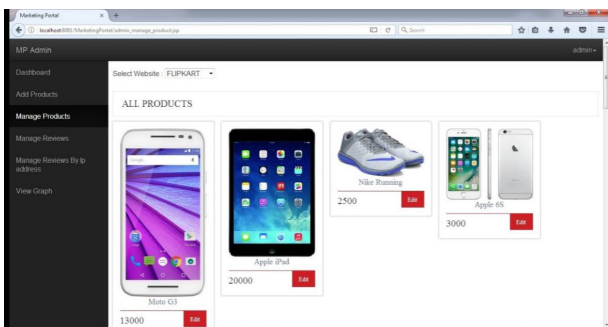 Marketing Portal
localhost:8081/MarketingPortal/admin_manage_product.jsp
Search
MP Admin
admin
Dashboard
Add Products
Manage Products
Manage Reviews
Manage Reviews By Ip
address
View Graph
Select Website : FLIPKART
ALL PRODUCTS
Moto G3
13000
Edit
Apple iPad
20000
Edit
Nike Running
2500
Edit
Apple 6S
3000
Edit